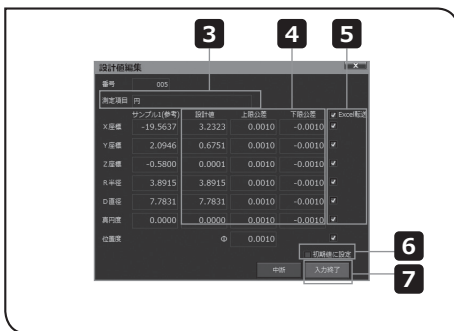 3 4 5
設計値編集 ×
番号 005
測定項目 円
サンプル1(参考) 設計値 上限公差 下限公差 Excel転送
X座標 -19.5637 3.2323 0.0010 -0.0010
Y座標 2.0946 0.6751 0.0010 -0.0010
Z座標 -0.5800 0.0001 0.0010 -0.0010
R半径 3.8915 3.8915 0.0010 -0.0010
D直径 7.7831 7.7831 0.0010 -0.0010
真円度 0.0000 0.0000 0.0010 -0.0010
位置度 Φ 0.0010
初期値に設定 6
中断 入力終了 7